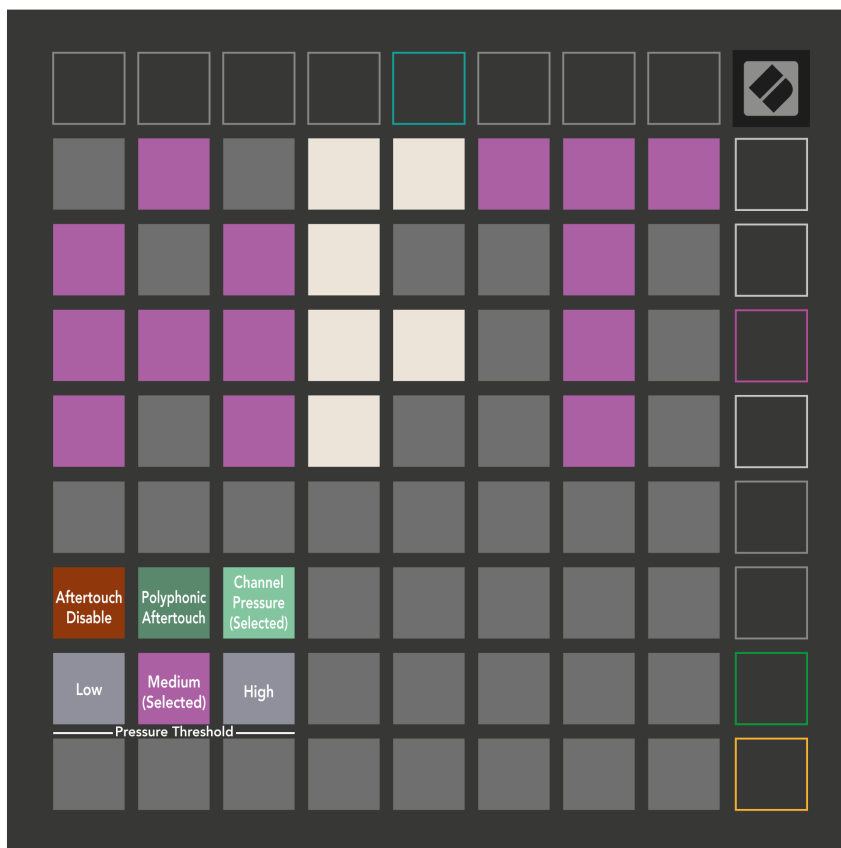 Aftertouch
Disable
Polyphonic
Aftertouch
Channel
Pressure
(Selected)
Low
Medium
(Selected)
High
Pressure Threshold